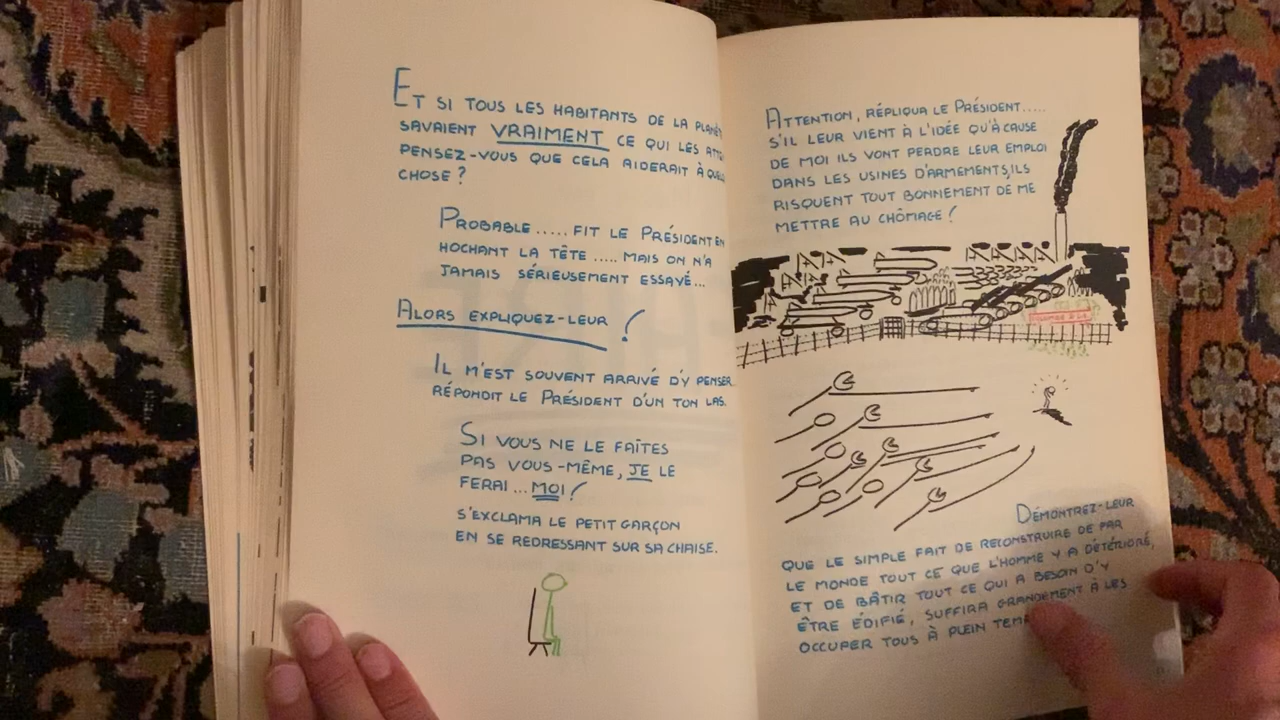 ET SI TOUS LES HABITANTS DE LA
SAVAIENT VRAIMENT CE QUI LES
PENSEZ-VOUS QUE CELA AIDERAIT À
CHOSE ?
PROBABLE ..... FIT LE PRÉSIDENT EN
HOCHANT LA TÊTE ..... MAIS ON N'A
JAMAIS SÉRIEUSEMENT ESSAYÉ...
ALORS EXPLIQUEZ-LEUR !
IL M'EST SOUVENT ARRIVÉ D'Y PENSER
RÉPONDIT LE PRÉSIDENT D'UN TON LAS.
SI VOUS NE LE FAÎTES
PAS VOUS-MÊME, JE LE
FERAI ... MOI !
S'EXCLAMA LE PETIT GARÇON
EN SE REDRESSANT SUR SA CHAISE.
ATTENTION, RÉPLIQUA LE PRÉSIDENT.....
S'IL LEUR VIENT À L'IDÉE QU'À CAUSE
DE MOI ILS VONT PERDRE LEUR EMPLOI
DANS LES USINES D'ARMEMENTS, ILS
RISQUENT TOUT BONNEMENT DE ME
METTRE AU CHÔMAGE !
DÉMONTREZ-LEUR
QUE LE SIMPLE FAIT DE RECONSTRUIRE DE PAR
LE MONDE TOUT CE QUE L'HOMME Y A DÉTÉRIORÉ,
ET DE BÂTIR TOUT CE QUI A BESOIN D'Y
ÊTRE ÉDIFIÉ, SUFFIRA GRANDEMENT À LES
OCCUPER TOUS À PLEIN